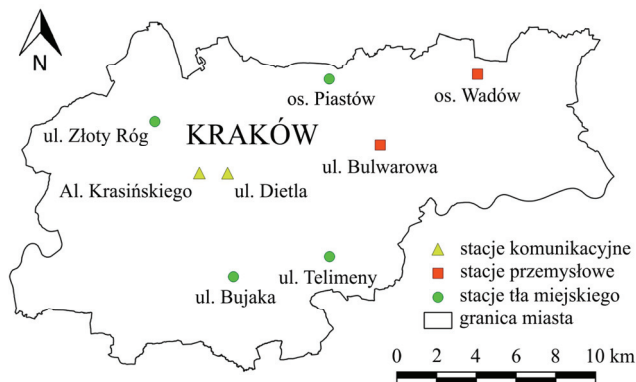 N
os. Piastów
os. Wadów
ul. Złoty Róg
KRAKÓW
ul. Bulwarowa
Al. Krasińskiego
ul. Dietla
ul. Telimeny
ul. Bujaka
stacje komunikacyjne
stacje przemysłowe
stacje tła miejskiego
granica miasta
0 2 4 6 8 10 km